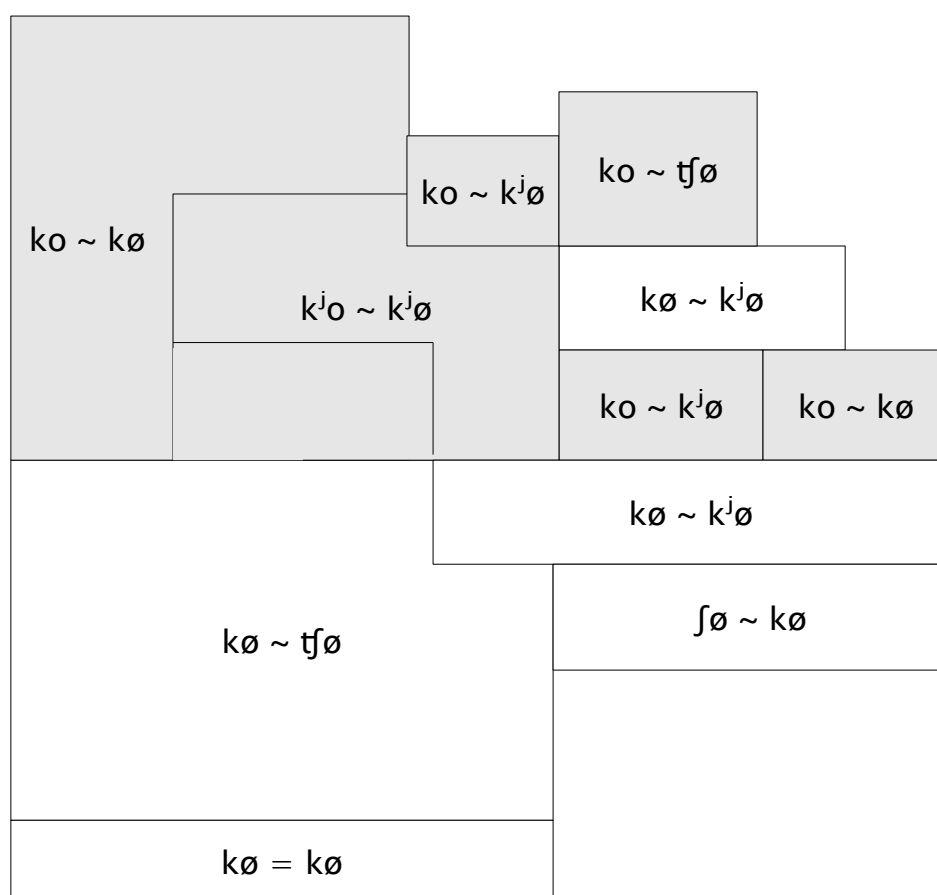 ko ~ tʃø
ko ~ kʲø
ko ~ kø
kʲo ~ kʲø
kø ~ kʲø
ko ~ kʲø
ko ~ kø
kø ~ kʲø
ʃø ~ kø
kø ~ tʃø
kø = kø